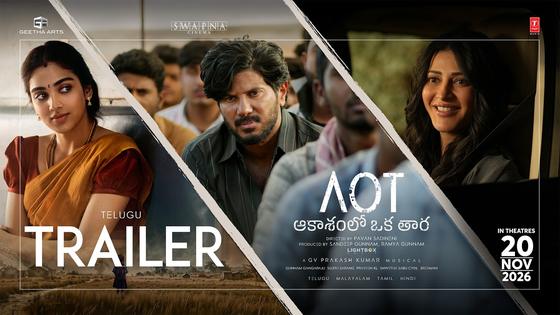 GEETHA ARTS
SWAPNA
CINEMA
T
TELUGU
TRAILER
AOT
ఆకాశంలో ఒక తార
DIRECTED BY PAVAN SADINENI
PRODUCED BY SANDEEP GUNNAM, RAMYA GUNNAM
LIGHTBOX
A GV PRAKASH KUMAR MUSICAL
TELUGU MALAYALAM TAMIL HINDI
IN THEATRES
20
NOV
2026